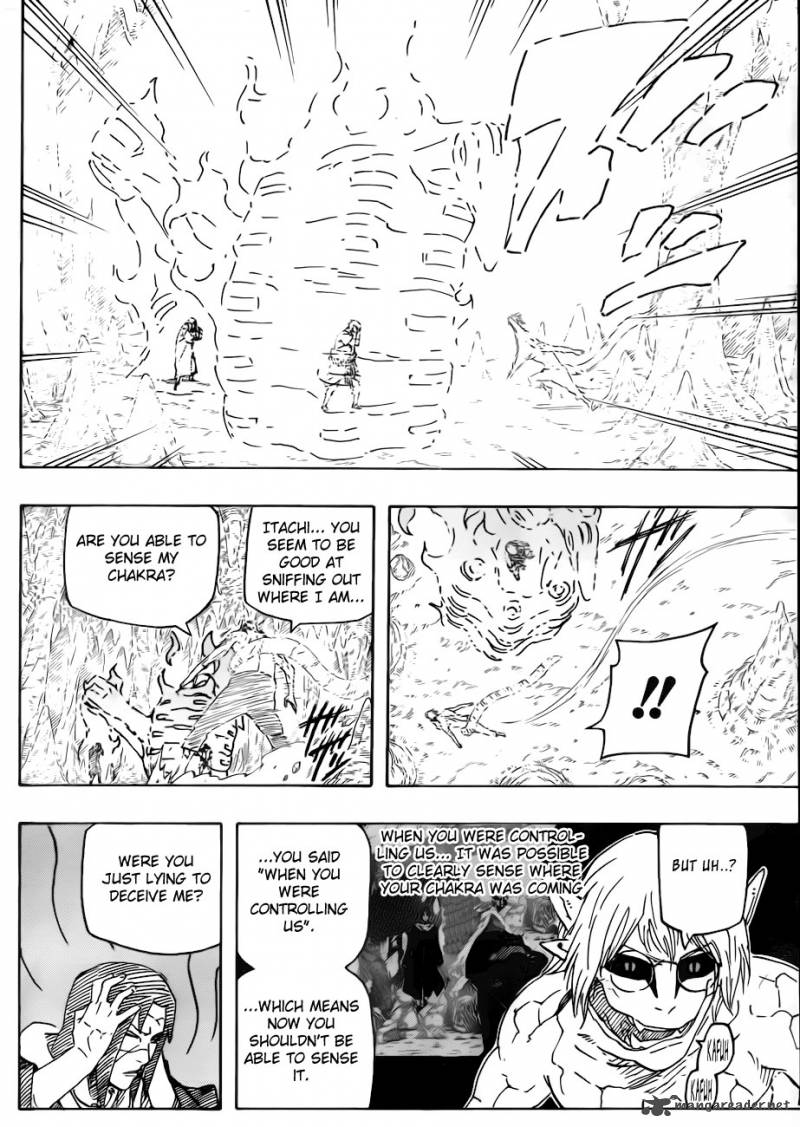 ブ
ン
!!
ITACHI... YOU
SEEM TO BE
GOOD AT
SNIFFING OUT
WHERE I AM...
ARE YOU ABLE TO
SENSE MY
CHAKRA?
BUT UH..?
WHEN YOU WERE CONTROL-
LING US... IT WAS POSSIBLE
TO CLEARLY SENSE WHERE
YOUR CHAKRA WAS COMING
...YOU SAID
"WHEN YOU
WERE
CONTROLLING
US".
...WHICH MEANS
NOW YOU
SHOULDN'T BE
ABLE TO SENSE
IT.
KAFUH
KAFUH
WERE YOU
JUST LYING TO
DECEIVE ME?
mangareader.net